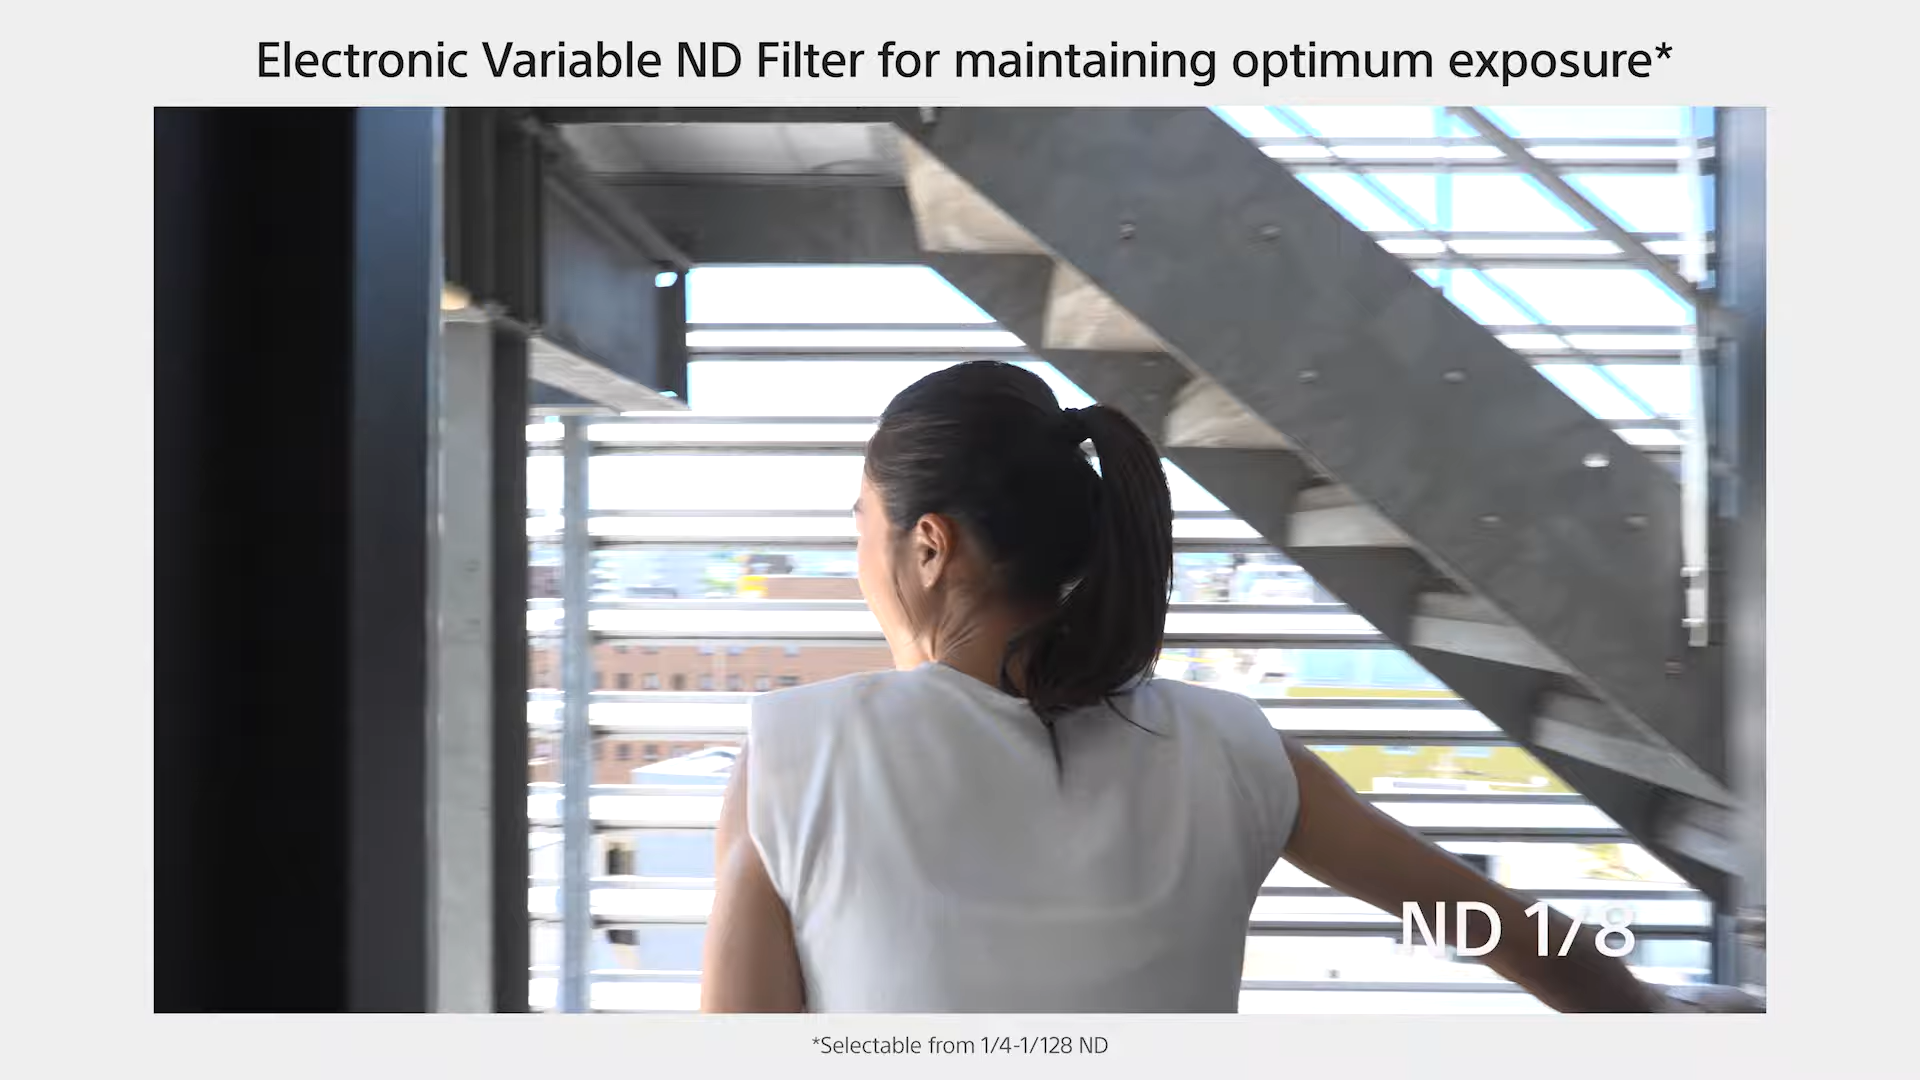 Electronic Variable ND Filter for maintaining optimum exposure*
ND 1/8
*Selectable from 1/4-1/128 ND